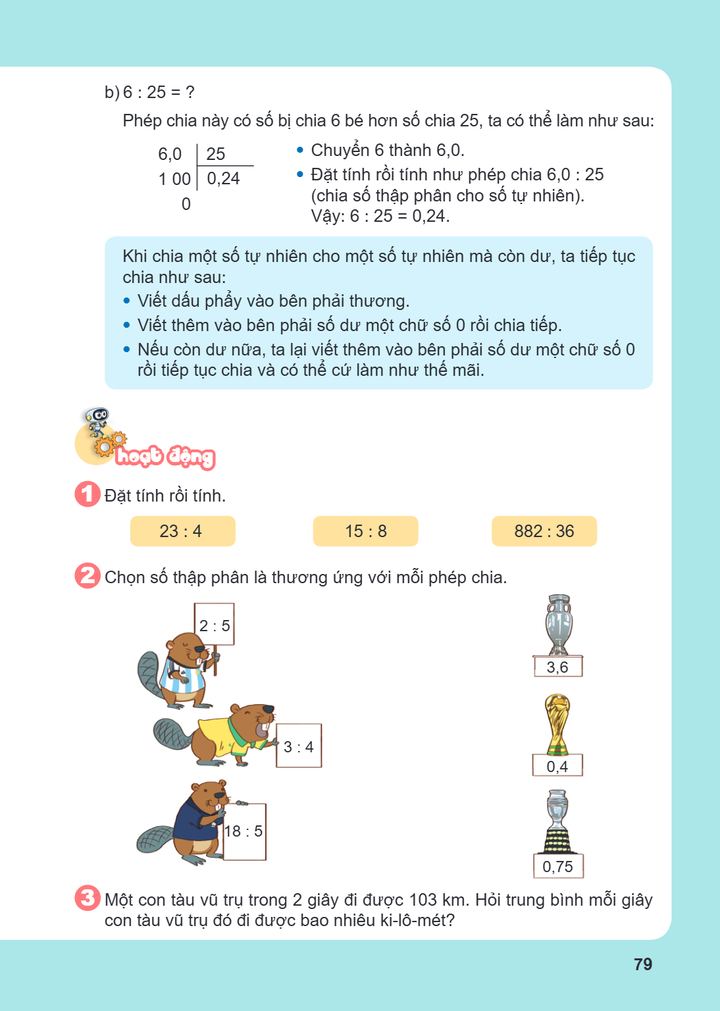 b) 6 : 25 = ?
Phép chia này có số bị chia 6 bé hơn số chia 25, ta có thể làm như sau:
6,0 25
1 00 0,24
0
• Chuyển 6 thành 6,0.
• Đặt tính rồi tính như phép chia 6,0 : 25
(chia số thập phân cho số tự nhiên).
Vậy: 6 : 25 = 0,24.
Khi chia một số tự nhiên cho một số tự nhiên mà còn dư, ta tiếp tục
chia như sau:
• Viết dấu phẩy vào bên phải thương.
• Viết thêm vào bên phải số dư một chữ số 0 rồi chia tiếp.
• Nếu còn dư nữa, ta lại viết thêm vào bên phải số dư một chữ số 0
rồi tiếp tục chia và có thể cứ làm như thế mãi.
hoạt động
1 Đặt tính rồi tính.
23 : 4 15 : 8 882 : 36
2 Chọn số thập phân là thương ứng với mỗi phép chia.
2 : 5
3,6
3 : 4
0,4
18 : 5
0,75
3 Một con tàu vũ trụ trong 2 giây đi được 103 km. Hỏi trung bình mỗi giây
con tàu vũ trụ đó đi được bao nhiêu ki-lô-mét?
79